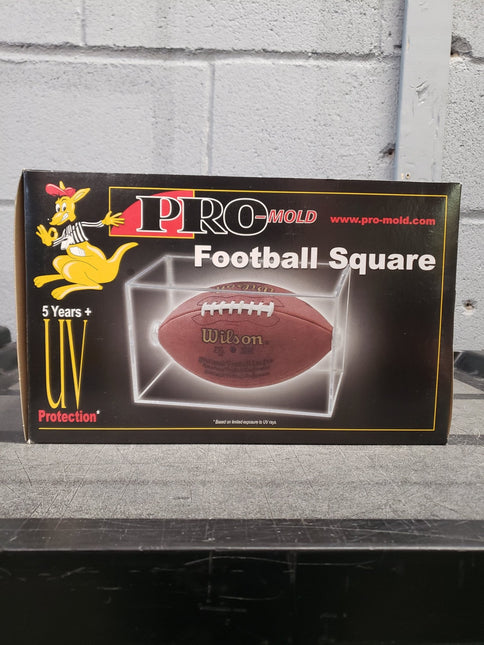 PRO-MOLD
www.pro-mold.com
Football Square
5 Years +
UV
Protection*
Wilson
*Based on limited exposure to UV rays.